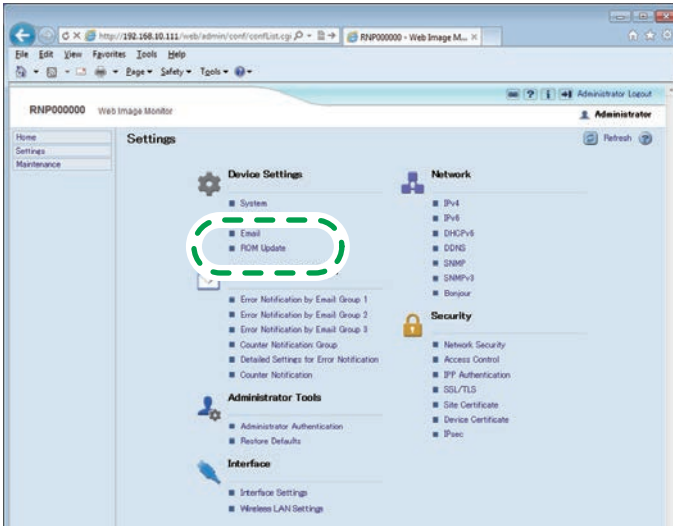 http://192.168.10.111/web/admin/conf/confList.cgi
RNP000000 - Web Image M...
File Edit View Favorites Tools Help
Page Safety Tools
Administrator Logout
RNP000000 Web Image Monitor
Administrator
Home
Settings
Maintenance
Settings
Refresh
Device Settings
System
Email
ROM Update
Error Notification by Email Group 1
Error Notification by Email Group 2
Error Notification by Email Group 3
Counter Notification: Group
Detailed Settings for Error Notification
Counter Notification
Administrator Tools
Administrator Authentication
Restore Defaults
Interface
Interface Settings
Wireless LAN Settings
Network
IPv4
IPv6
DHCPv6
DDNS
SNMP
SNMPv3
Bonjour
Security
Network Security
Access Control
IPP Authentication
SSL/TLS
Site Certificate
Device Certificate
IPsec